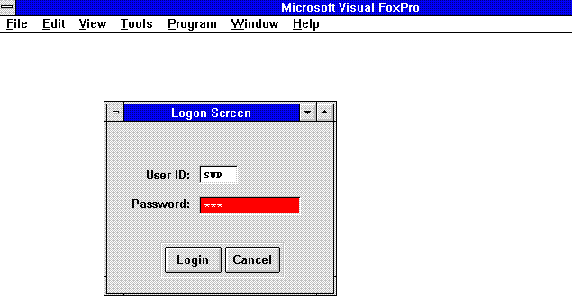 Microsoft Visual FoxPro
File Edit View Tools Program Window Help
Logon Screen
User ID: SWD
Password: ***
Login Cancel